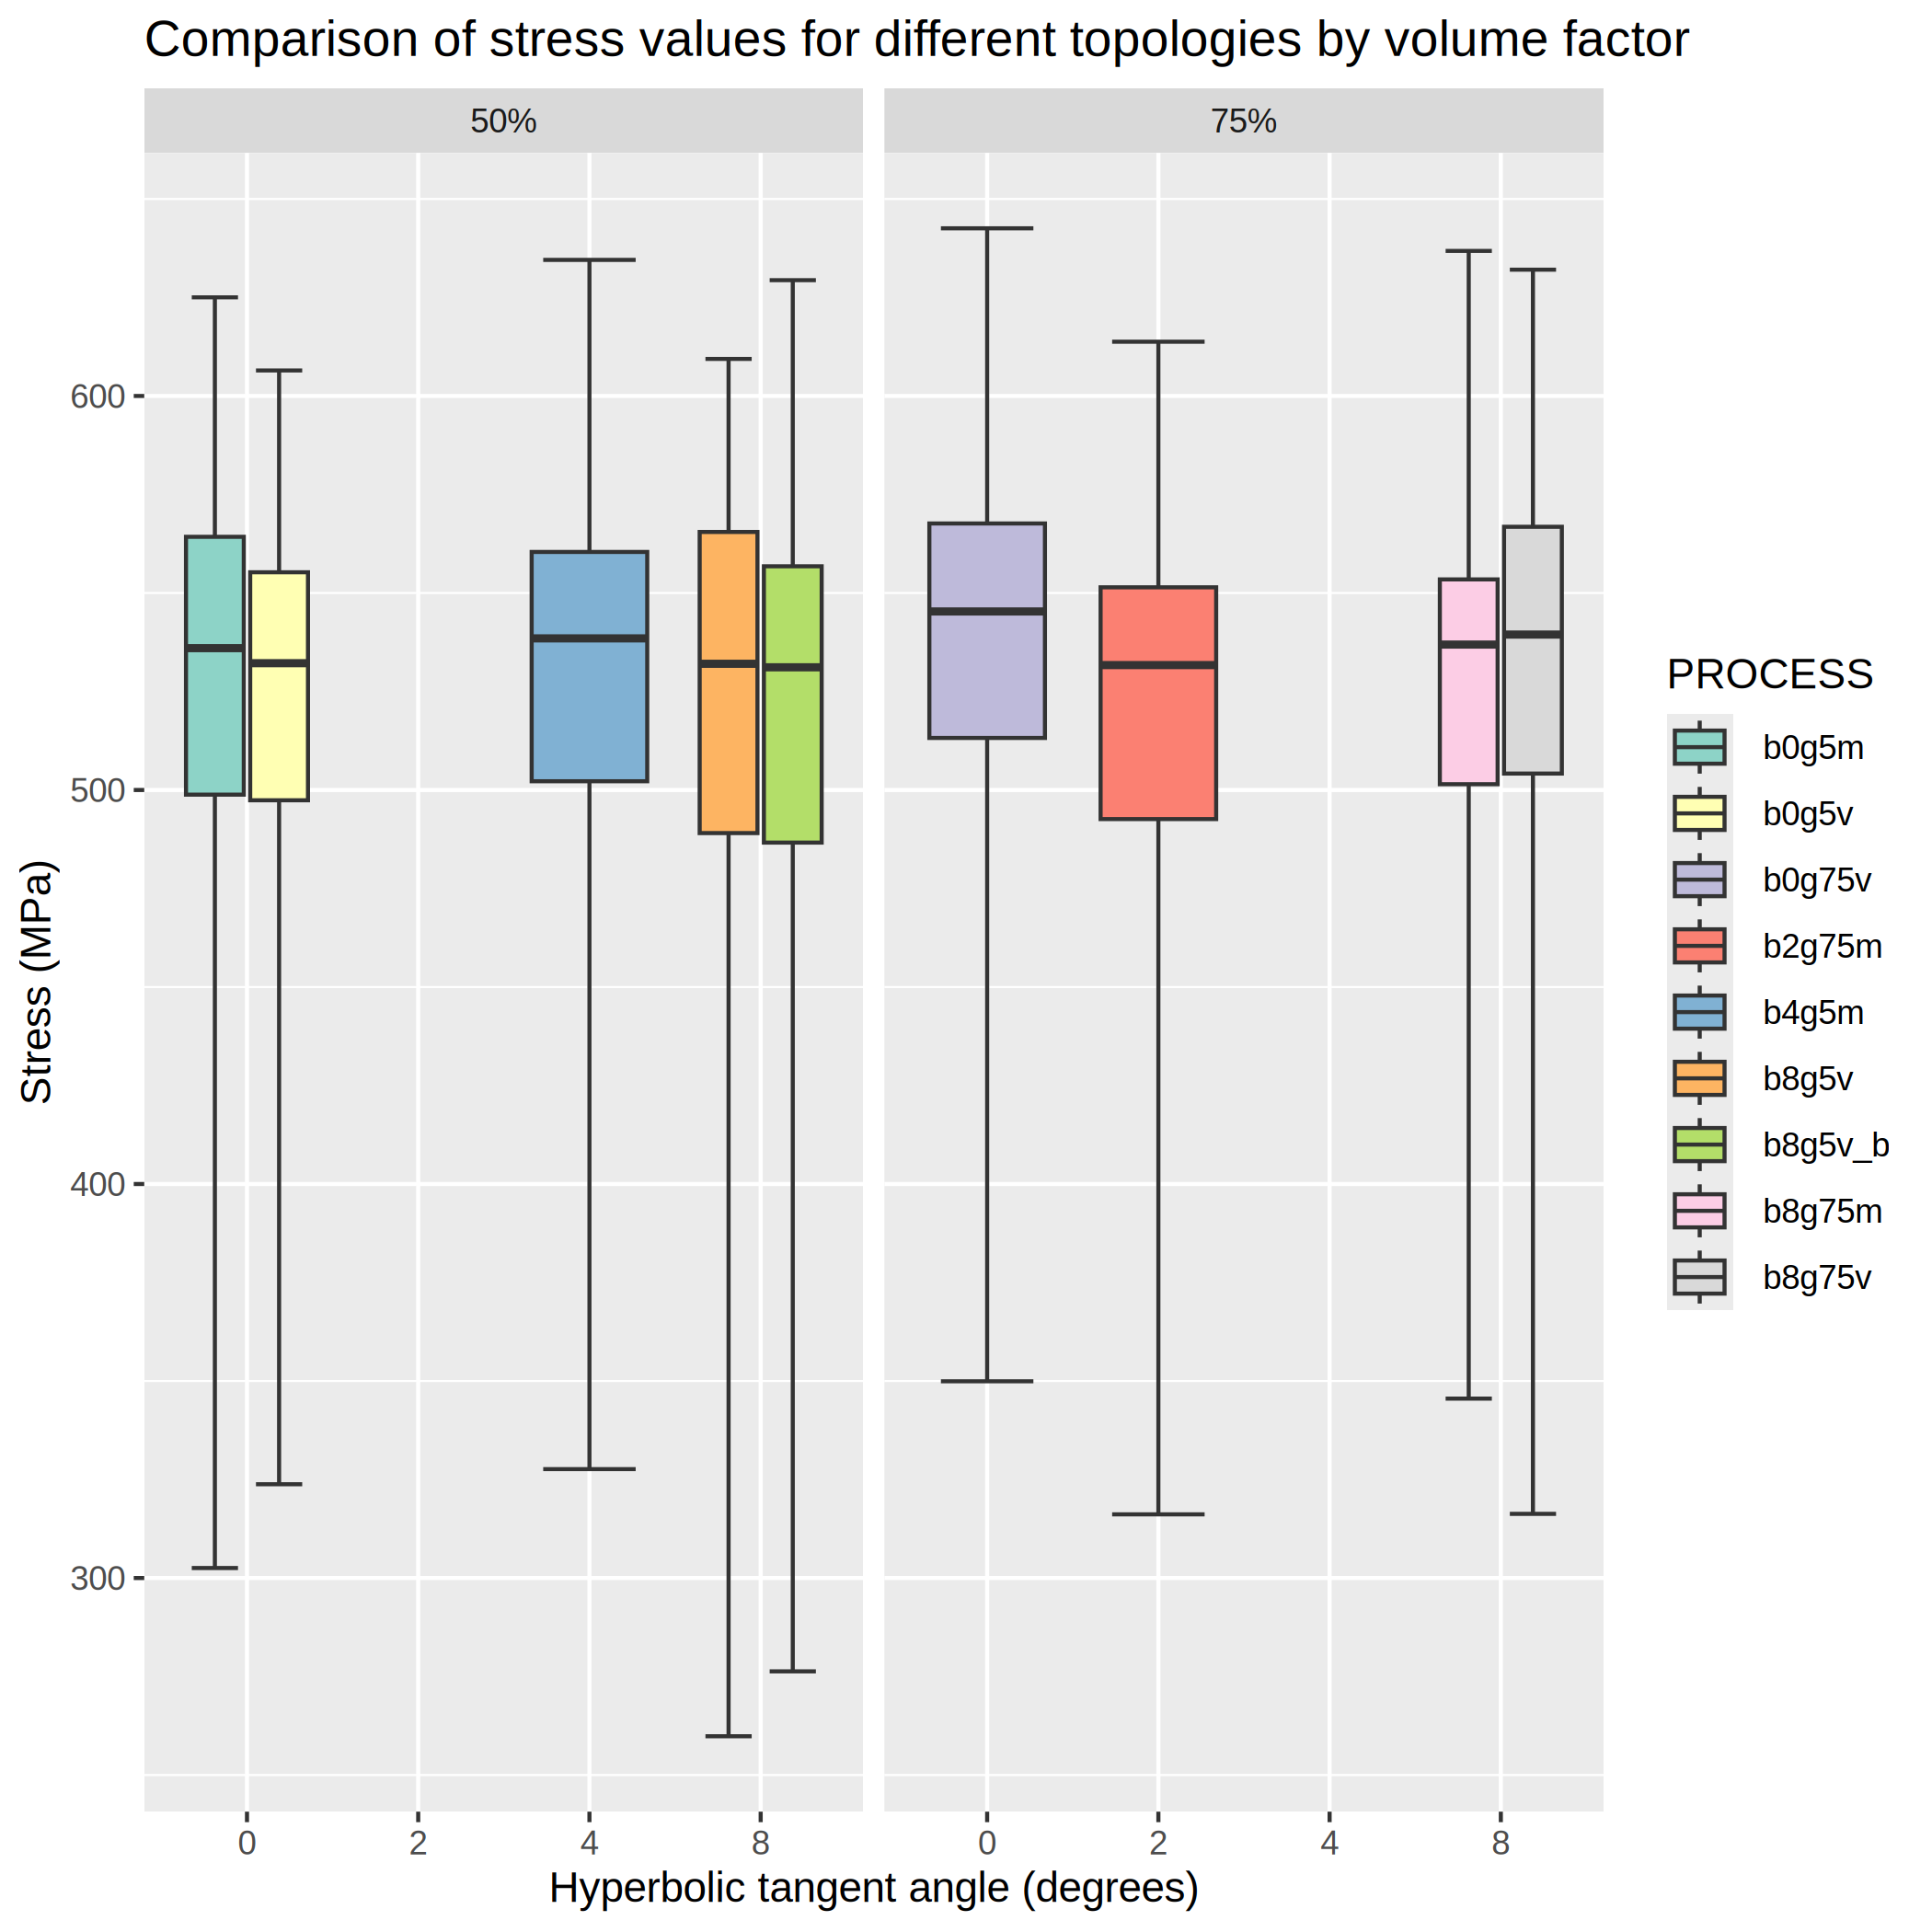 Comparison of stress values for different topologies by volume factor
50%
75%
600
500
400
300
Stress (MPa)
0 2 4 8
0 2 4 8
Hyperbolic tangent angle (degrees)
PROCESS
b0g5m
b0g5v
b0g75v
b2g75m
b4g5m
b8g5v
b8g5v_b
b8g75m
b8g75v